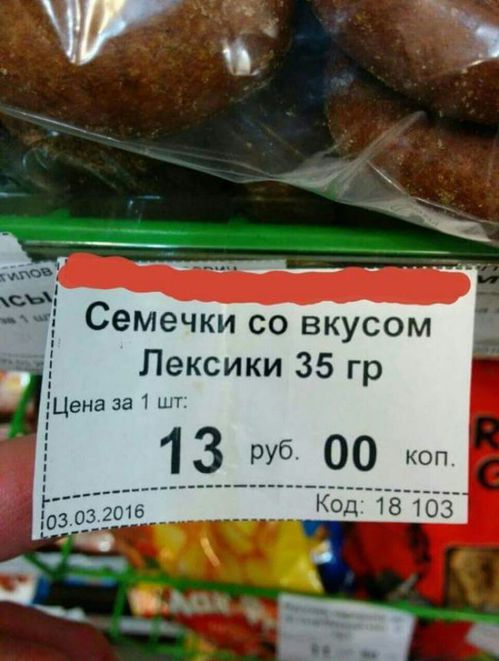 Семечки со вкусом
Лексики 35 гр
Цена за 1 шт:
13 руб. 00 коп.
Код: 18 103
03.03.2016